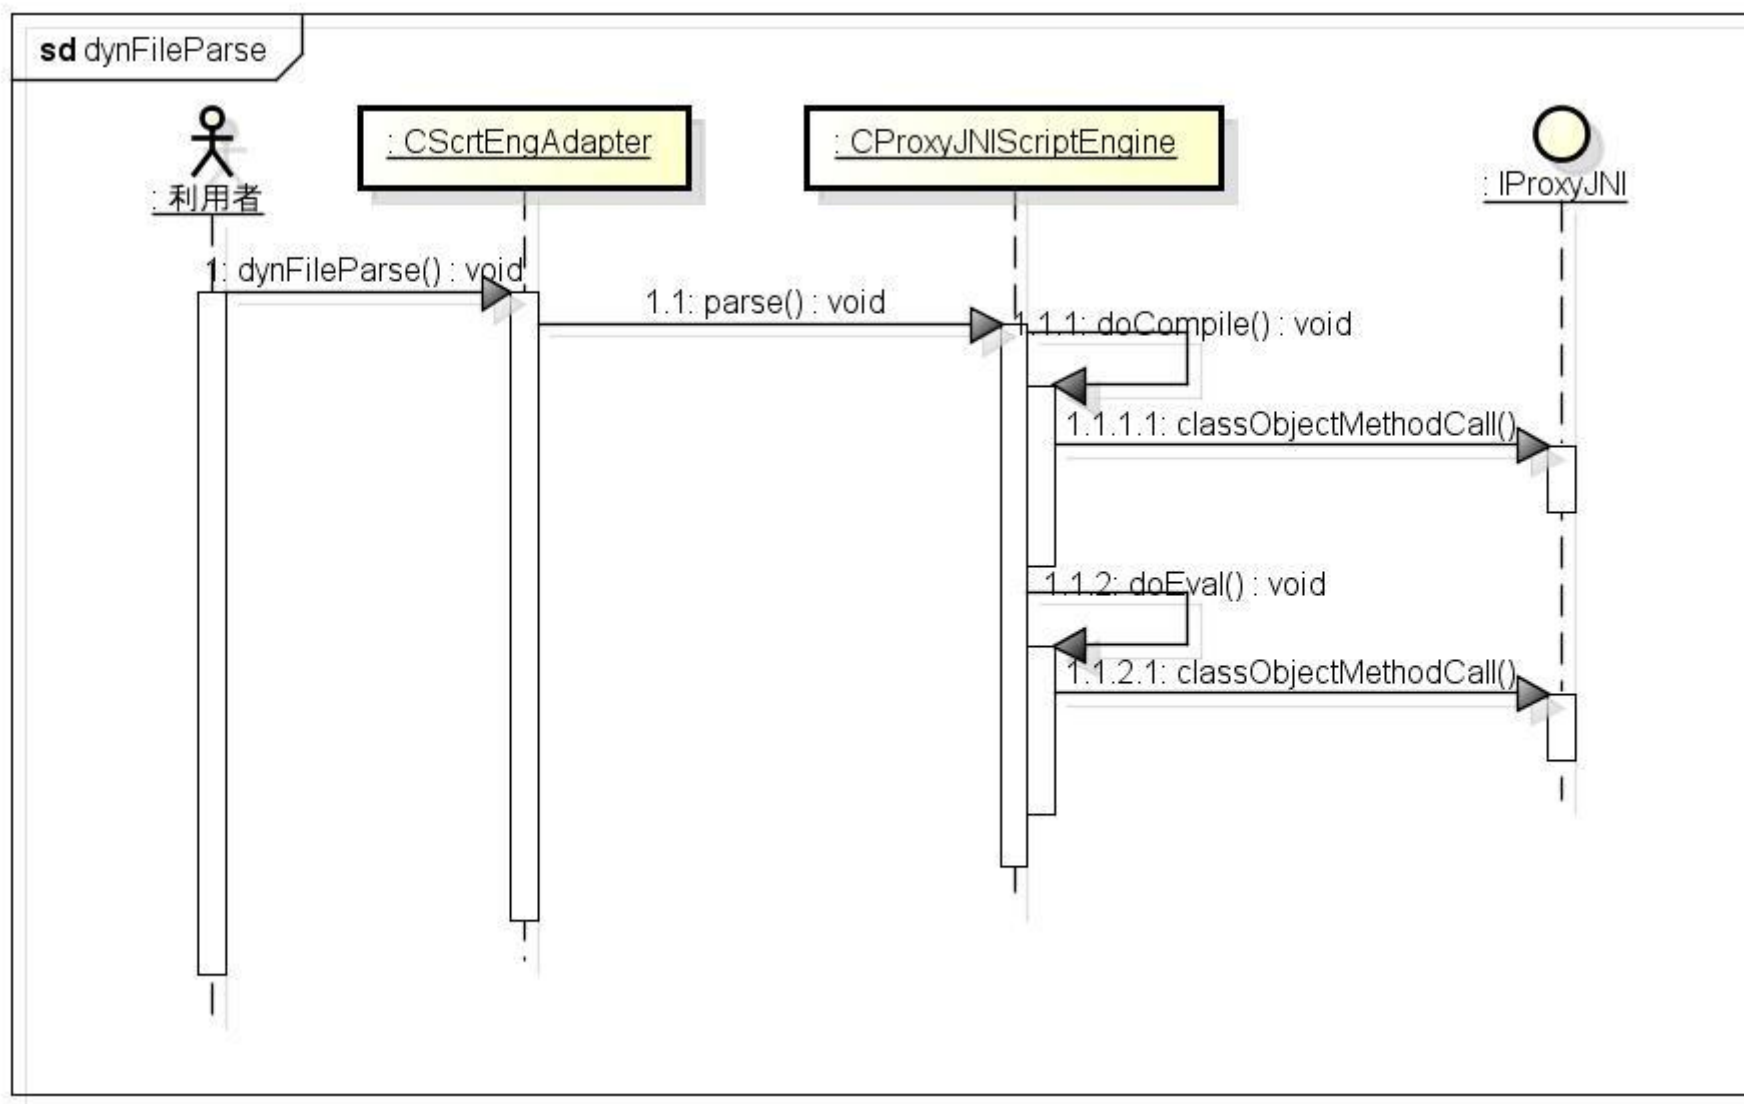 sd dynFileParse
: CScrtEngAdapter
: CProxyJNIScriptEngine
: IProxyJNI
: 利用者
1: dynFileParse() : void
1.1: parse() : void
1.1.1: doCompile() : void
1.1.1.1: classObjectMethodCall()
1.1.2: doEval() : void
1.1.2.1: classObjectMethodCall()